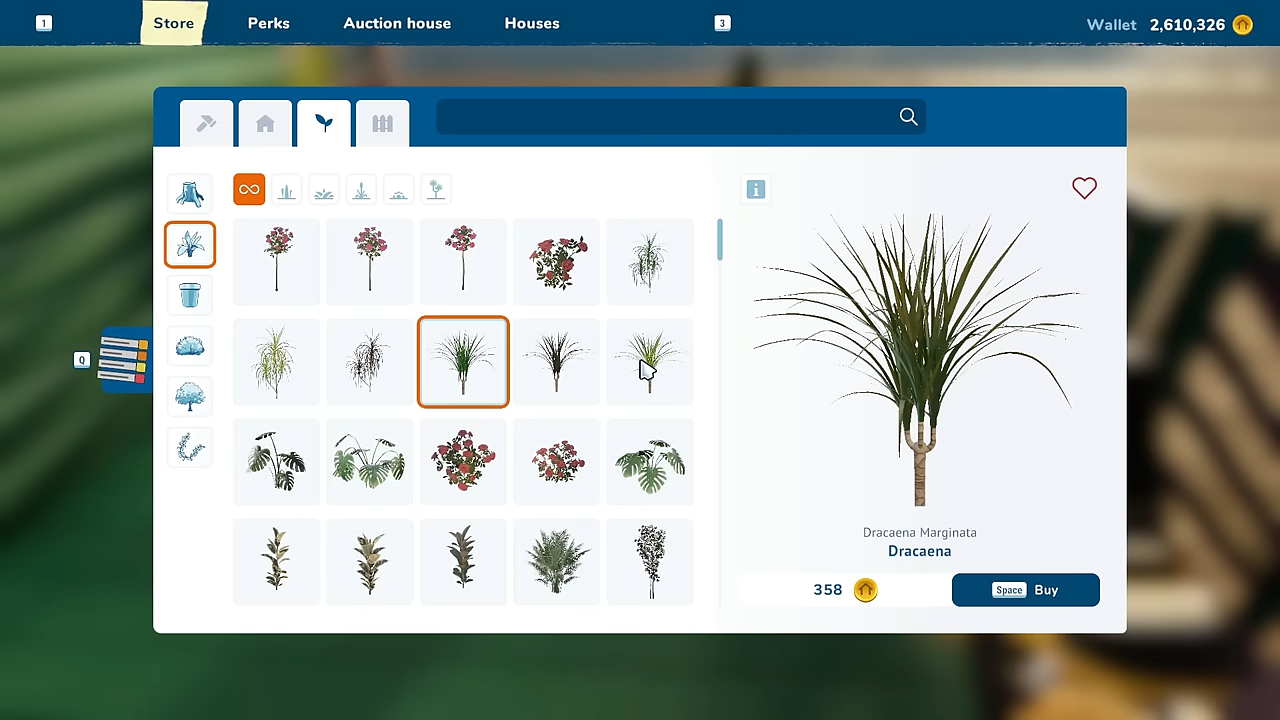 1
Store
Perks
Auction house
Houses
3
Wallet 2,610,326
Q
Dracaena Marginata
Dracaena
358
Space Buy